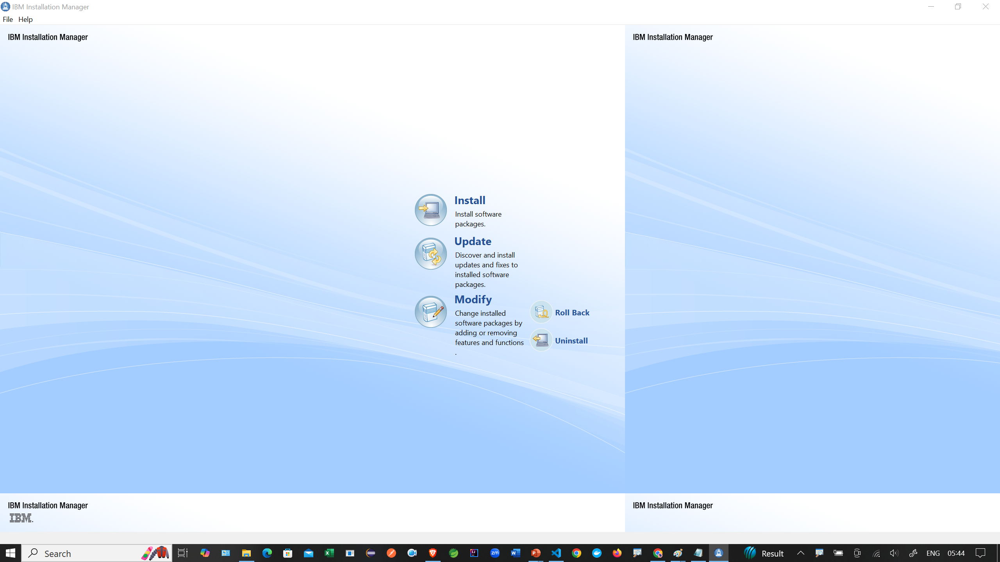 IBM Installation Manager
File Help
IBM Installation Manager
IBM Installation Manager
Install
Install software
packages.
Update
Discover and install
updates and fixes to
installed software
packages.
Modify
Change installed
software packages by
adding or removing
features and functions
.
Roll Back
Uninstall
IBM Installation Manager
IBM Installation Manager
IBM.
Search
zm
Result
ENG
05:44